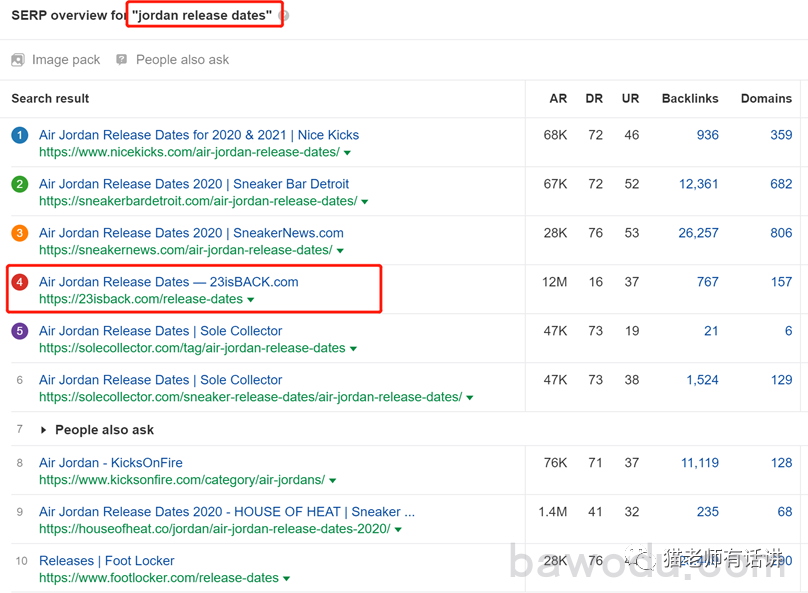 SERP overview for "jordan release dates" ?
Image pack ? People also ask
Search result AR DR UR Backlinks Domains
1 Air Jordan Release Dates for 2020 & 2021 | Nice Kicks 68K 72 46 936 359
https://www.nicekicks.com/air-jordan-release-dates/
2 Air Jordan Release Dates 2020 | Sneaker Bar Detroit 67K 72 52 12,361 682
https://sneakerbardetroit.com/air-jordan-release-dates/
3 Air Jordan Release Dates 2020 | SneakerNews.com 28K 76 53 26,257 806
https://sneakernews.com/air-jordan-release-dates/
4 Air Jordan Release Dates — 23isBACK.com 12M 16 37 767 157
https://23isback.com/release-dates
5 Air Jordan Release Dates | Sole Collector 47K 73 19 21 6
https://solecollector.com/tag/air-jordan-release-dates
6 Air Jordan Release Dates | Sole Collector 47K 73 38 1,524 129
https://solecollector.com/sneaker-release-dates/air-jordan-release-dates/
7 People also ask
8 Air Jordan - KicksOnFire 76K 71 37 11,119 128
https://www.kicksonfire.com/category/air-jordans/
9 Air Jordan Release Dates 2020 - HOUSE OF HEAT | Sneaker ... 1.4M 41 32 235 68
https://houseofheat.co/jordan/air-jordan-release-dates-2020/
10 Releases | Foot Locker 28K 76
https://www.footlocker.com/release-dates
猫老师有话讲
bawodu.com